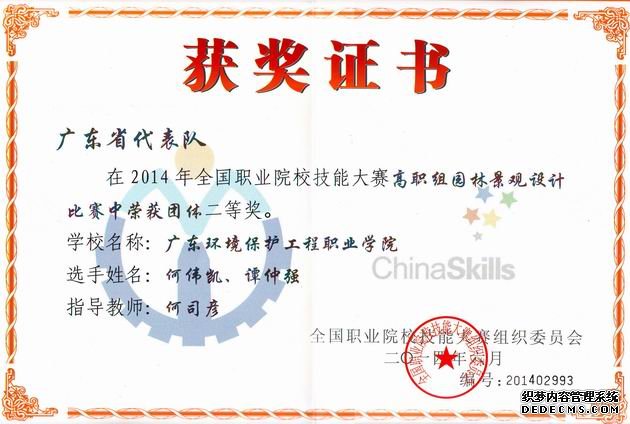 获奖证书
广东省代表队
在2014年全国职业院校技能大赛高职组园林景观设计
比赛中荣获团体二等奖。
学校名称：广东环境保护工程职业学院
选手姓名：何伟凯、谭仲强
指导教师：何司彦
ChinaSkills
全国职业院校技能大赛组织委员会
二〇一四年 月
编号:201402993
织梦内容管理系统
DEDECMS.COM